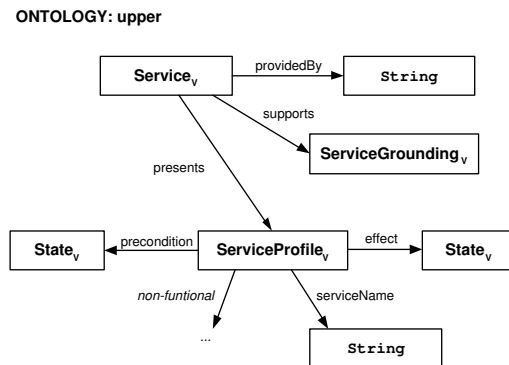 ONTOLOGY: upper
Service_v
providedBy
String
supports
ServiceGrounding_v
presents
State_v
precondition
ServiceProfile_v
effect
State_v
non-funtional
serviceName
...
String